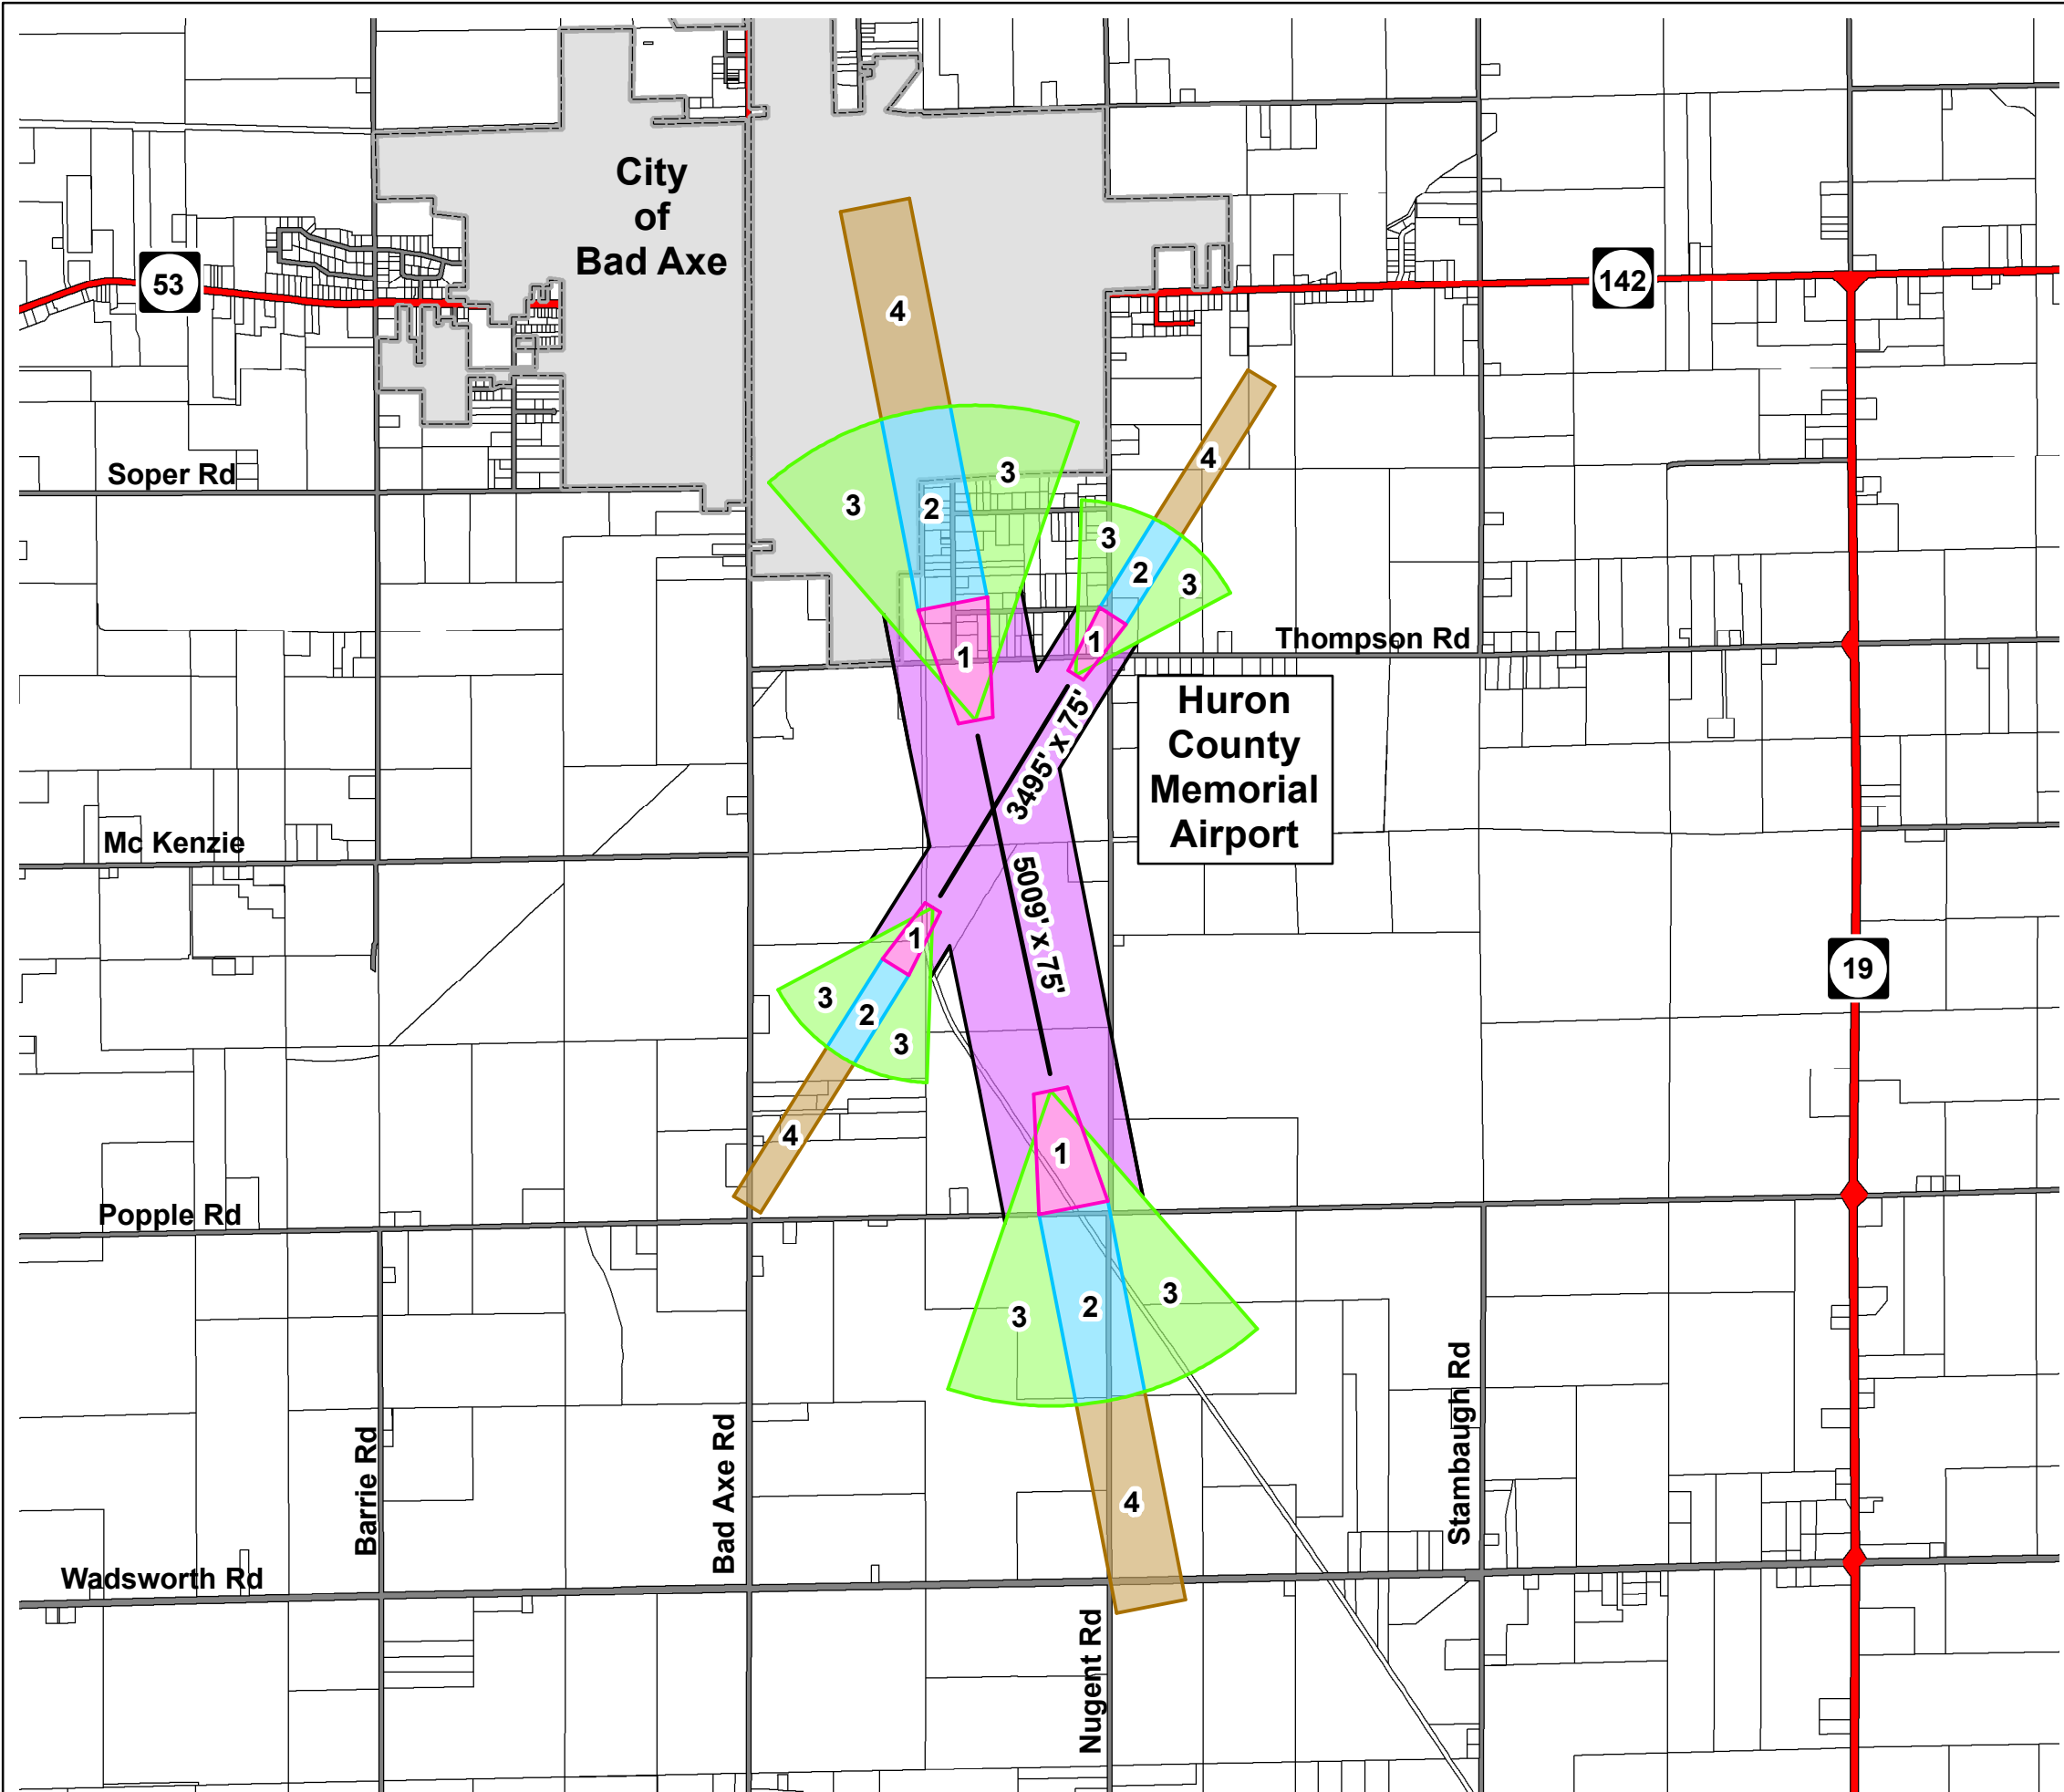 City
of
Bad Axe
53
142
4
4
Soper Rd
3
3
2
3
2
3
1
1
Thompson Rd
Huron
County
Memorial
Airport
3495' x 75'
Mc Kenzie
5009' x 75'
1
19
3
2
3
4
1
Popple Rd
3
2
3
Barrie Rd
Bad Axe Rd
Stambaugh Rd
4
Wadsworth Rd
Nugent Rd